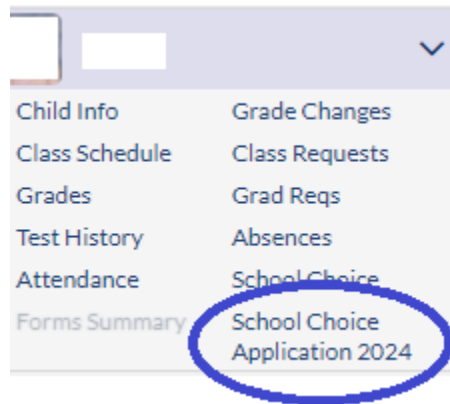 Child Info
Grade Changes
Class Schedule
Class Requests
Grades
Grad Reqs
Test History
Absences
Attendance
School Choice
Forms Summary
School Choice
Application 2024